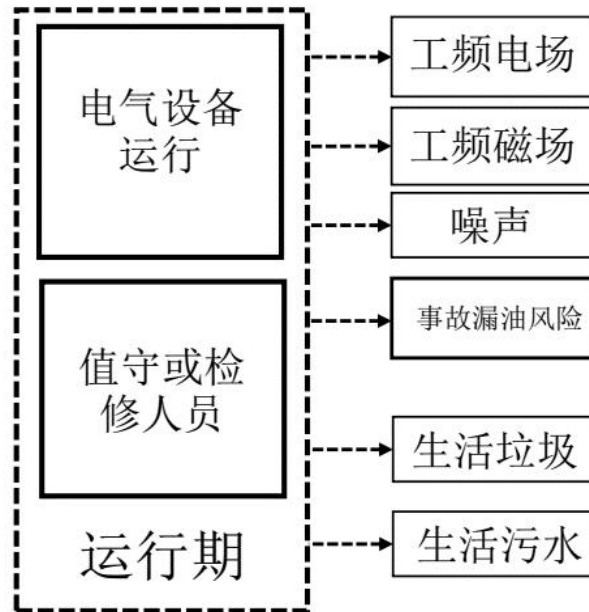 电气设备
运行
值守或检
修人员
运行期
工频电场
工频磁场
噪声
事故漏油风险
生活垃圾
生活污水